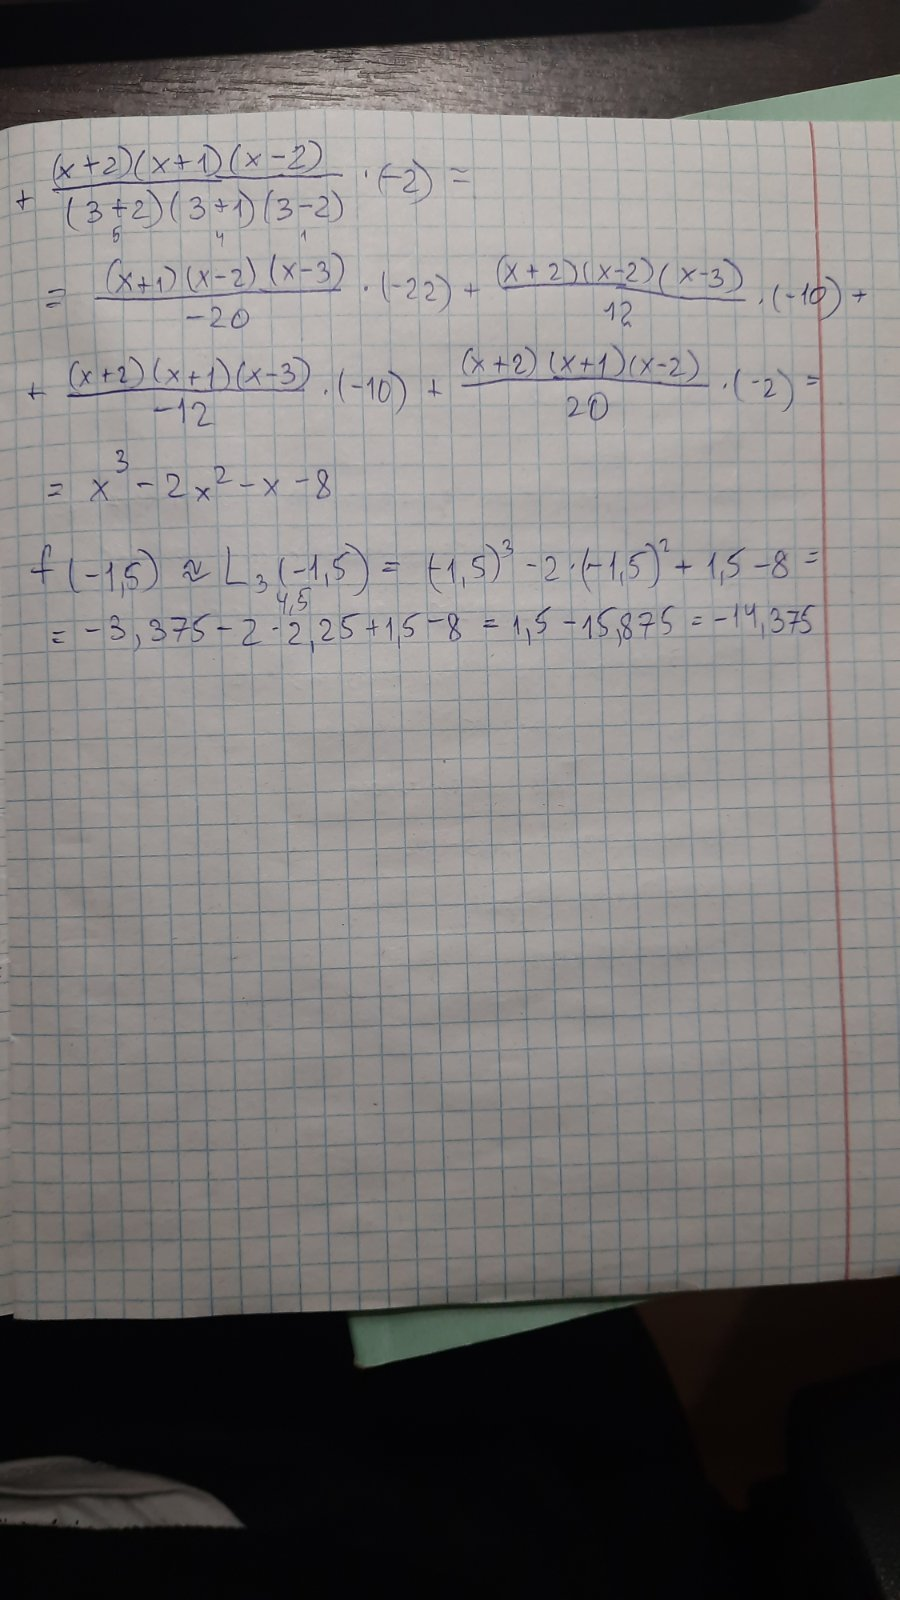 + (x+2)(x+1)(x-2) / (3+2)(3+1)(3-2) · (-2) =
5 4 1
= (x+1)(x-2)(x-3) / -20 · (-22) + (x+2)(x-2)(x-3) / 12 · (-10) +
+ (x+2)(x+1)(x-3) / -12 · (-10) + (x+2)(x+1)(x-2) / 20 · (-2) =
= x³ - 2x² - x - 8
f(-1,5) ≈ L₃(-1,5) = (-1,5)³ - 2·(-1,5)² + 1,5 - 8 =
4,5
= -3,375 - 2·2,25 + 1,5 - 8 = 1,5 - 15,875 = -14,375